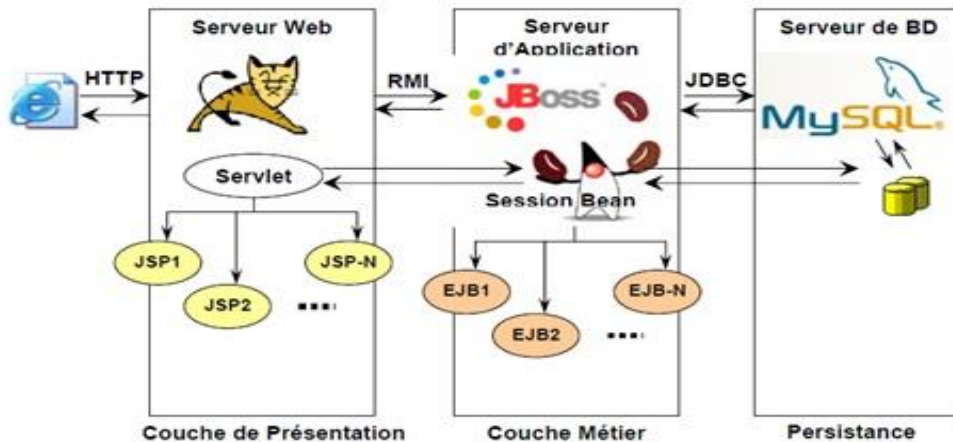 Serveur Web
Serveur
d'Application
Serveur de BD
HTTP
RMI
JBoss
JDBC
MySQL
Servlet
Session Bean
JSP1
JSP2
JSP-N
EJB1
EJB2
EJB-N
Couche de Présentation
Couche Métier
Persistance